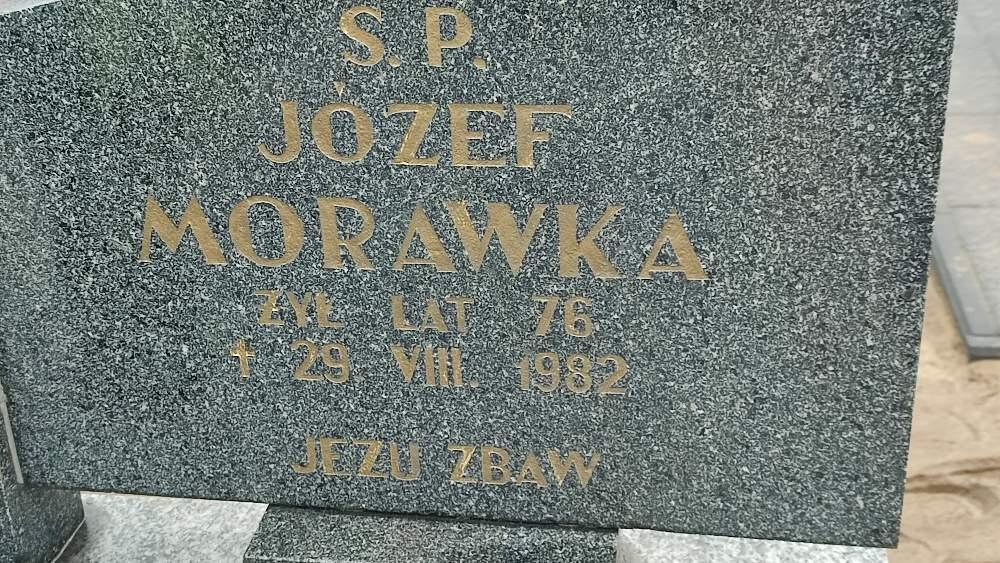 Ś. P.
JÓZEF
MORAWKA
ŻYŁ LAT 76
† 29. VIII. 1982
JEZU ZBAW